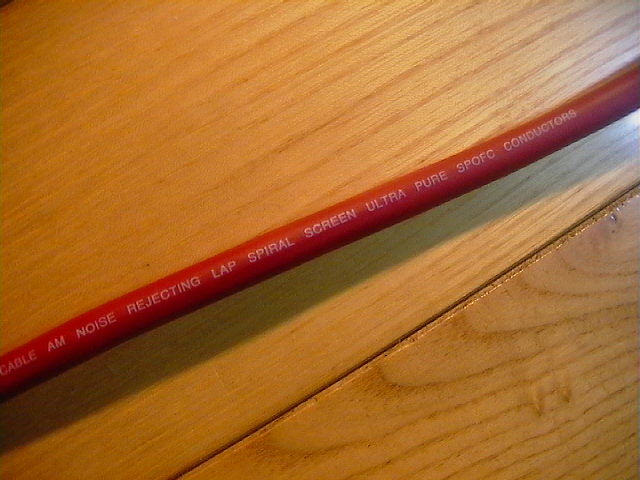 CABLE AM NOISE REJECTING LAP SPIRAL SCREEN ULTRA PURE SPOFC CONDUCTORS